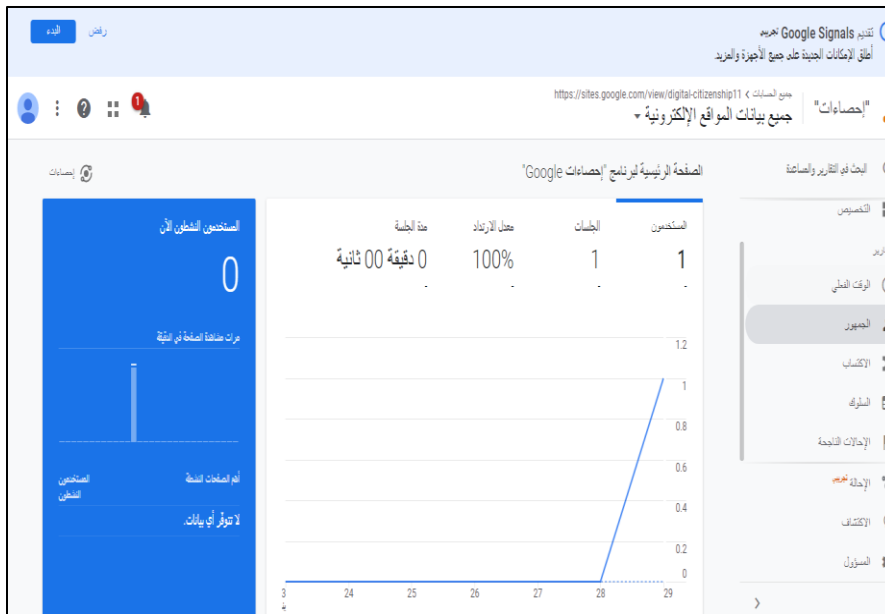 تقديم Google Signals تجريبي
أطلق الإمكانات الجديدة على جميع الأجهزة والمزيد.
رفض
البدء
"إحصاءات"
جميع الحسابات > https://sites.google.com/view/digital-citizenship11
جميع بيانات المواقع الإلكترونية
1
البحث في التقارير والمساعدة
التخصيص
الوقت الفعلي
الجمهور
الاكتساب
السلوك
الإحالات الناجحة
الإحالة تجريبي
الاكتشاف
المسؤول
الصفحة الرئيسية لبرنامج "إحصاءات Google"
إحصاءات
المستخدمون
الجلسات
معدل الارتداد
مدة الجلسة
1
1
100%
0 دقيقة 00 ثانية
-
-
-
-
1.2
1
0.8
0.6
0.4
0.2
0
3
24
25
26
27
28
29
المستخدمون النشطون الآن
0
مرات مشاهدة الصفحة في الدقيقة
أهم الصفحات النشطة
المستخدمون النشطون
لا تتوفّر أي بيانات.